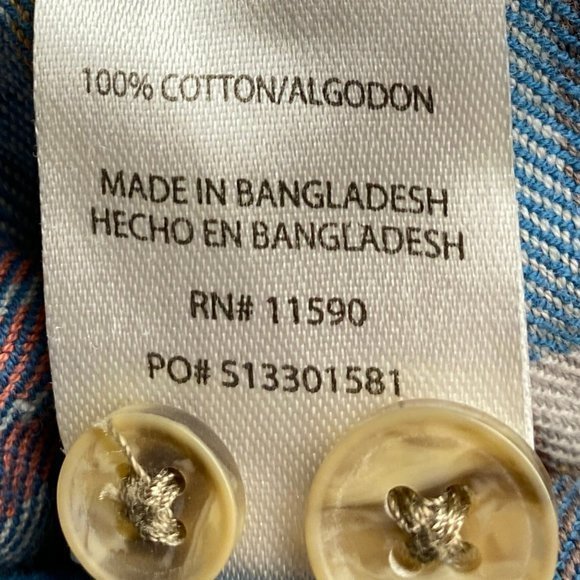 100% COTTON/ALGODON
MADE IN BANGLADESH
HECHO EN BANGLADESH
RN# 11590
PO# S13301581